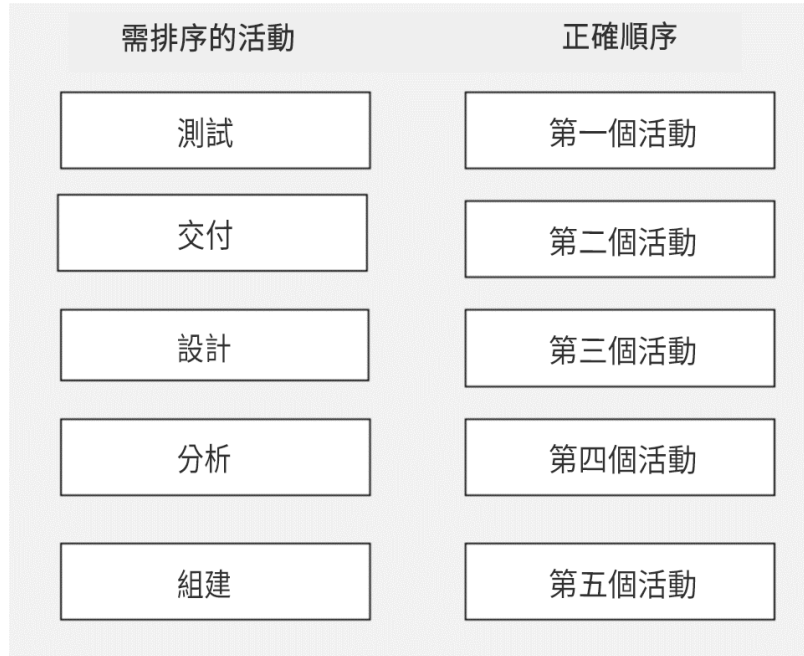 需排序的活動
正確順序
測試
第一個活動
交付
第二個活動
設計
第三個活動
分析
第四個活動
組建
第五個活動